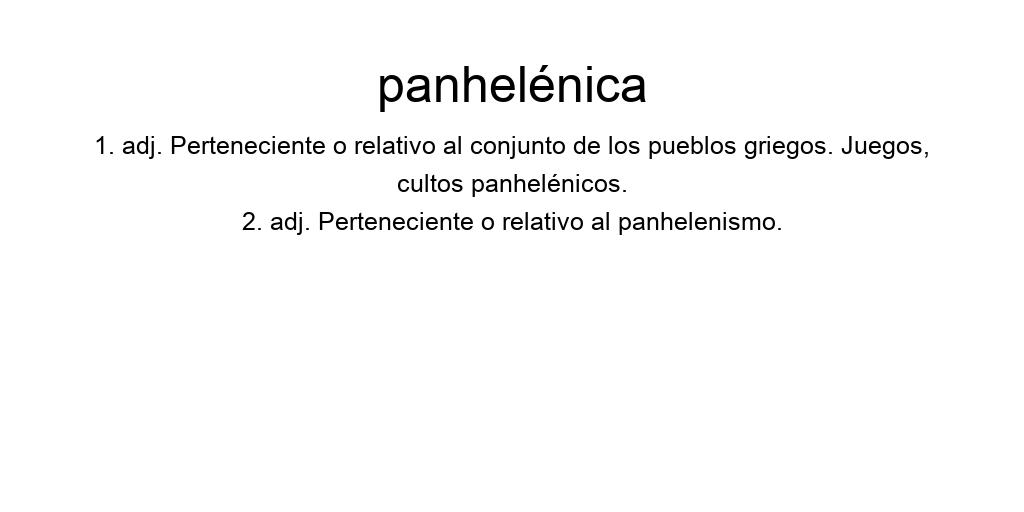 panhelénica
1. adj. Perteneciente o relativo al conjunto de los pueblos griegos. Juegos,
cultos panhelénicos.
2. adj. Perteneciente o relativo al panhelenismo.